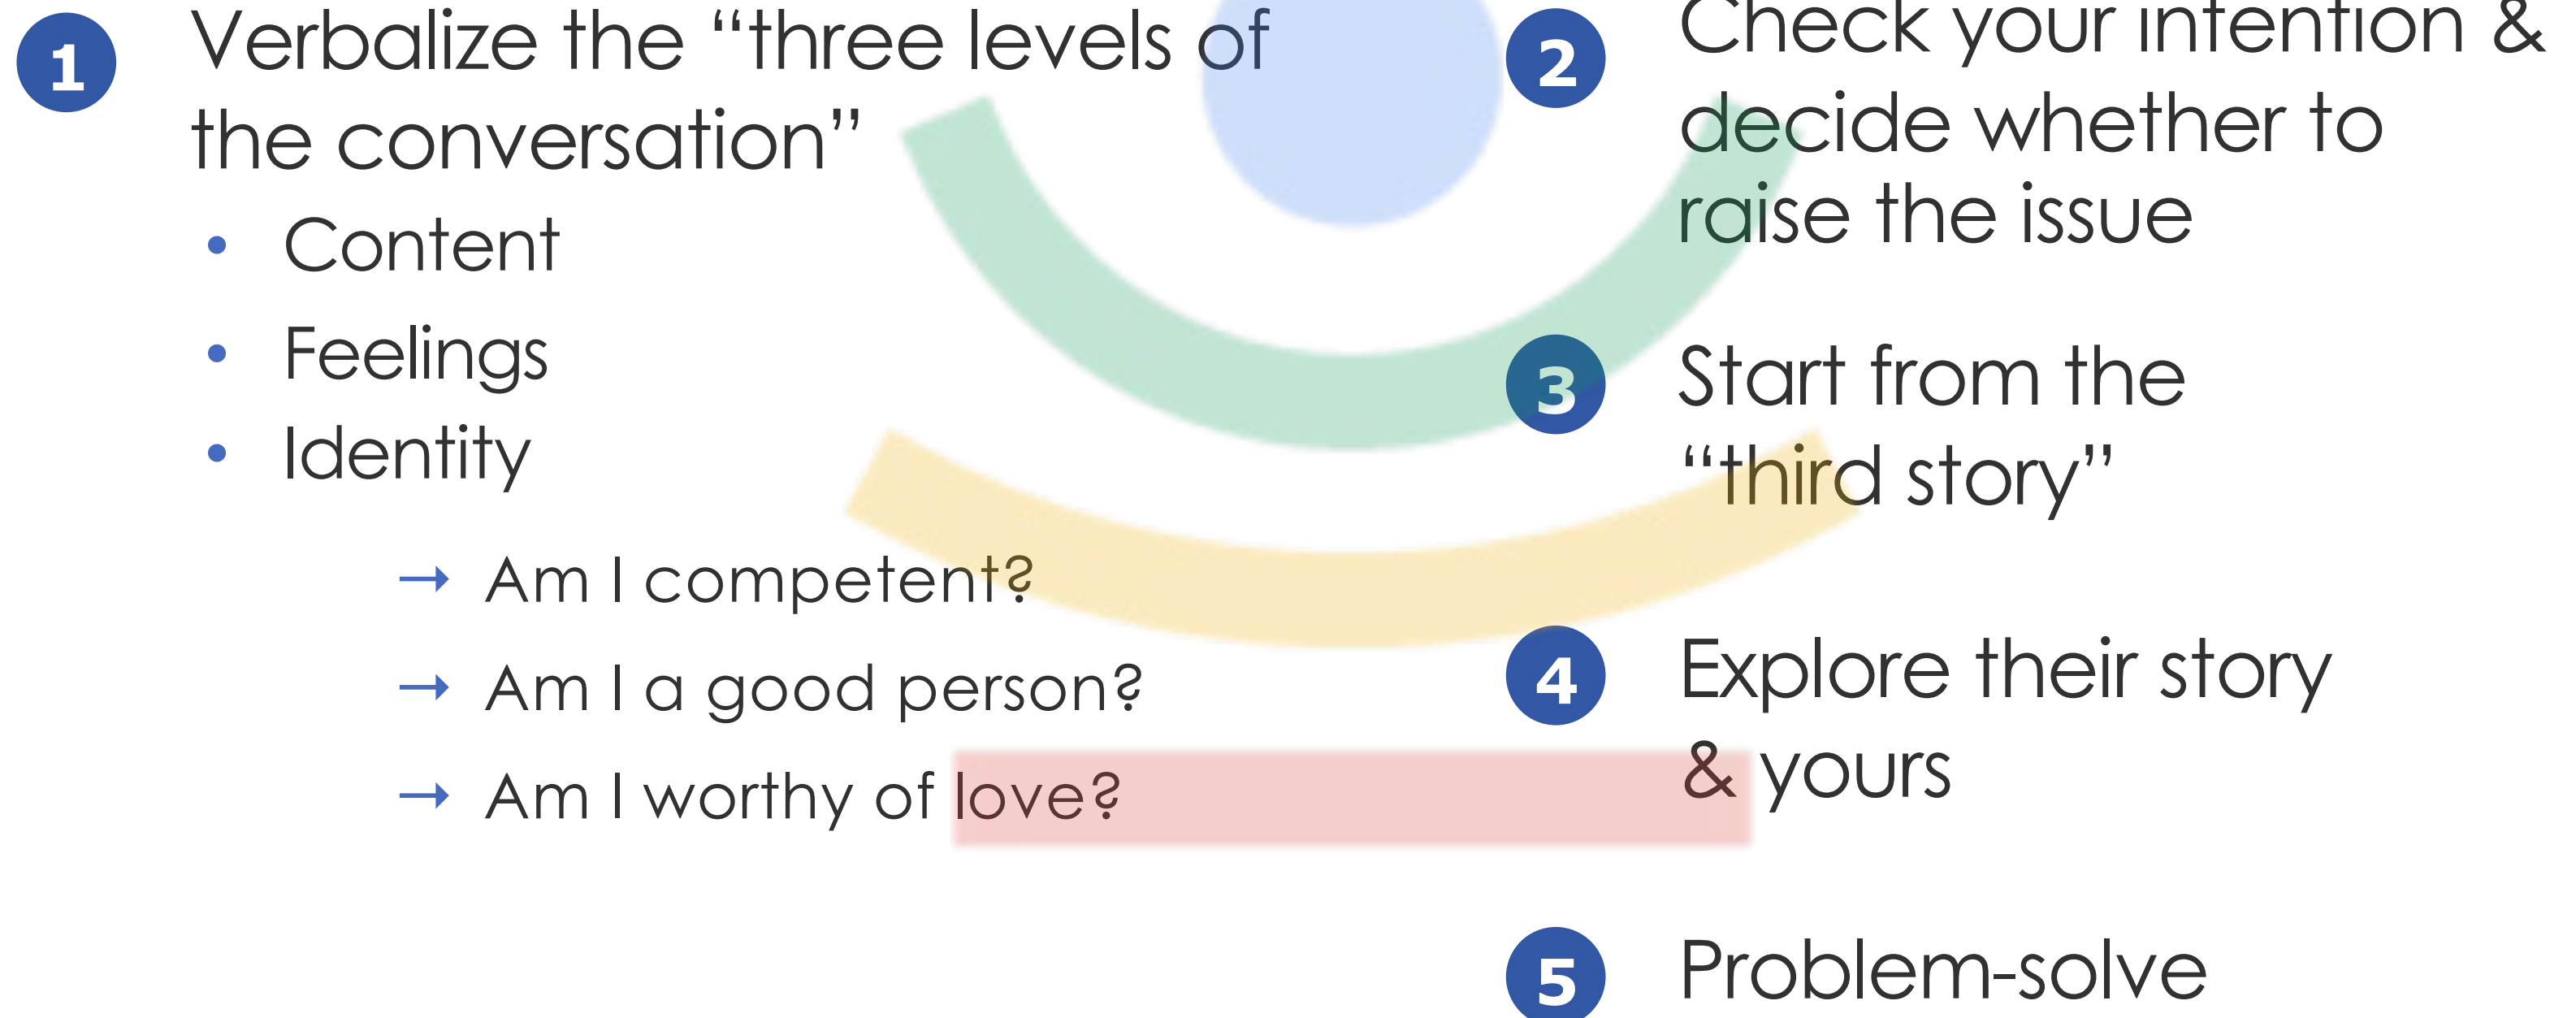 1
Verbalize the “three levels of
the conversation”
• Content
• Feelings
• Identity
→ Am I competent?
→ Am I a good person?
→ Am I worthy of love?
2
Check your intention &
decide whether to
raise the issue
3
Start from the
“third story”
4
Explore their story
& yours
5
Problem-solve